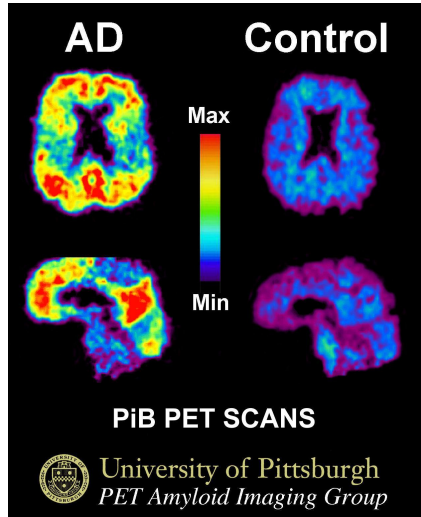 AD
Control
Max
Min
PiB PET SCANS
University of Pittsburgh
PET Amyloid Imaging Group